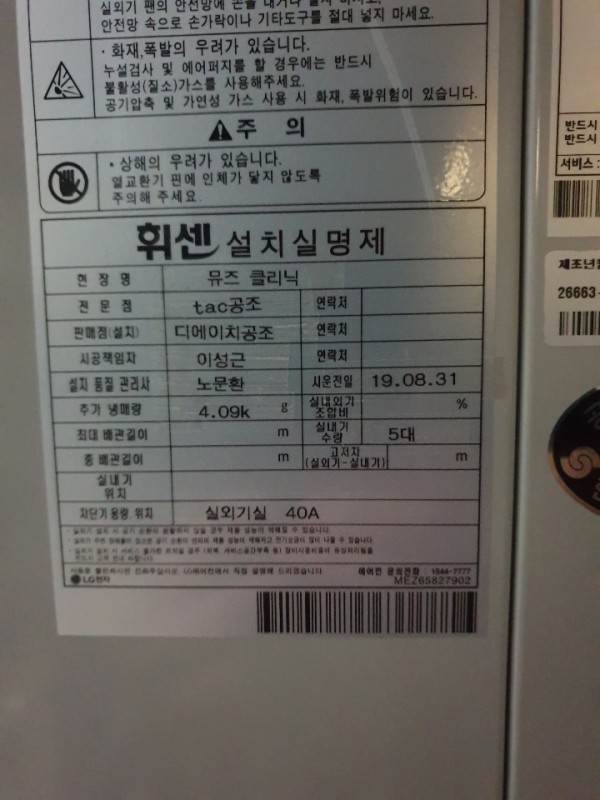 안전망 속으로 손가락이나 기타도구를 절대 넣지 마세요.
· 화재,폭발의 우려가 있습니다.
누설검사 및 에어퍼지를 할 경우에는 반드시
불활성(질소)가스를 사용해주세요.
공기압축 및 가연성 가스 사용 시 화재, 폭발위험이 있습니다.
주 의
· 상해의 우려가 있습니다.
열교환기 핀에 인체가 닿지 않도록
주의해 주세요.
휘센 설치실명제
현 장 명 뮤즈 클리닉
전 문 점 tac공조 연락처
판매점(설치) 디에이치공조 연락처
시공책임자 이성근 연락처
설치 품질 관리사 노문환 시운전일 19.08.31
추가 냉매량 4.09k g 실내외기 조합비 %
최대 배관길이 m 실내기 수량 5대
총 배관길이 m 고저차 (실외기-실내기) m
실내기 위치
차단기 용량, 위치 실외기실 40A
에어컨 문의전화 : 1544-7777
LG전자 MEZ65827902
반드시
반드시
서비스 :
제조년월
26663-